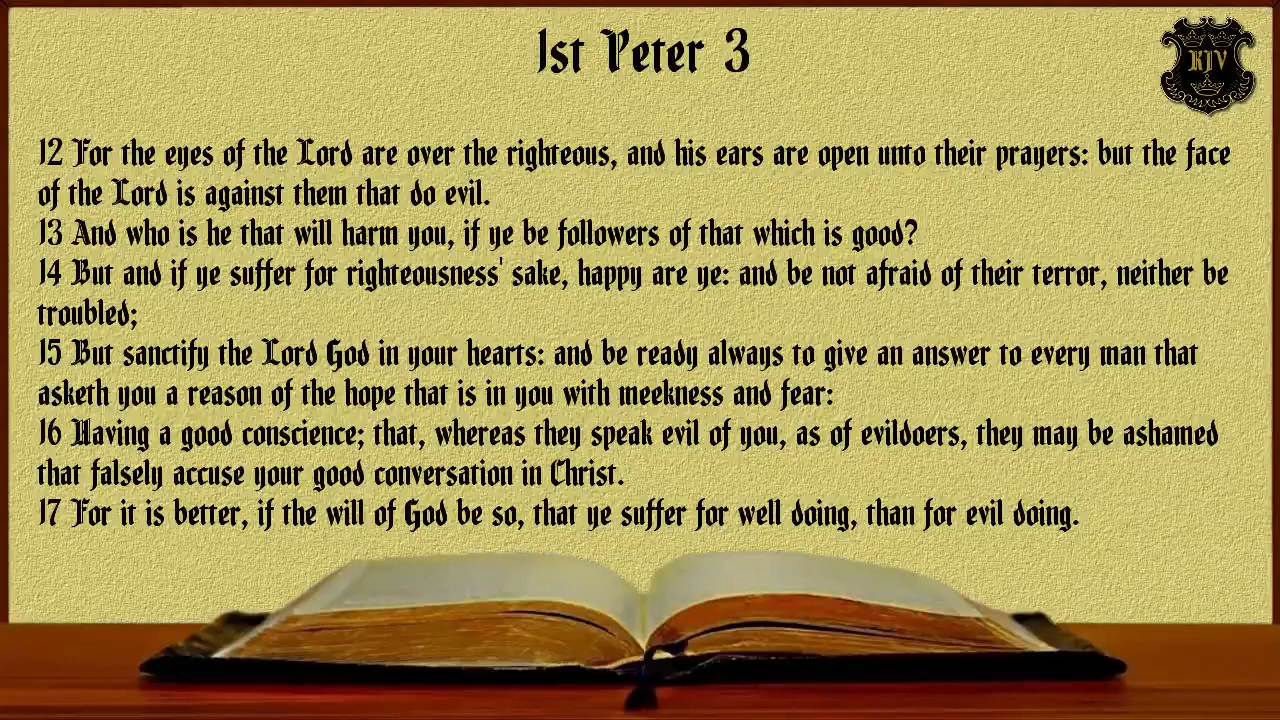 1st Peter 3
KJV
12 For the eyes of the Lord are over the righteous, and his ears are open unto their prayers: but the face
of the Lord is against them that do evil.
13 And who is he that will harm you, if ye be followers of that which is good?
14 But and if ye suffer for righteousness' sake, happy are ye: and be not afraid of their terror, neither be
troubled;
15 But sanctify the Lord God in your hearts: and be ready always to give an answer to every man that
asketh you a reason of the hope that is in you with meekness and fear:
16 Having a good conscience; that, whereas they speak evil of you, as of evildoers, they may be ashamed
that falsely accuse your good conversation in Christ.
17 For it is better, if the will of God be so, that ye suffer for well doing, than for evil doing.